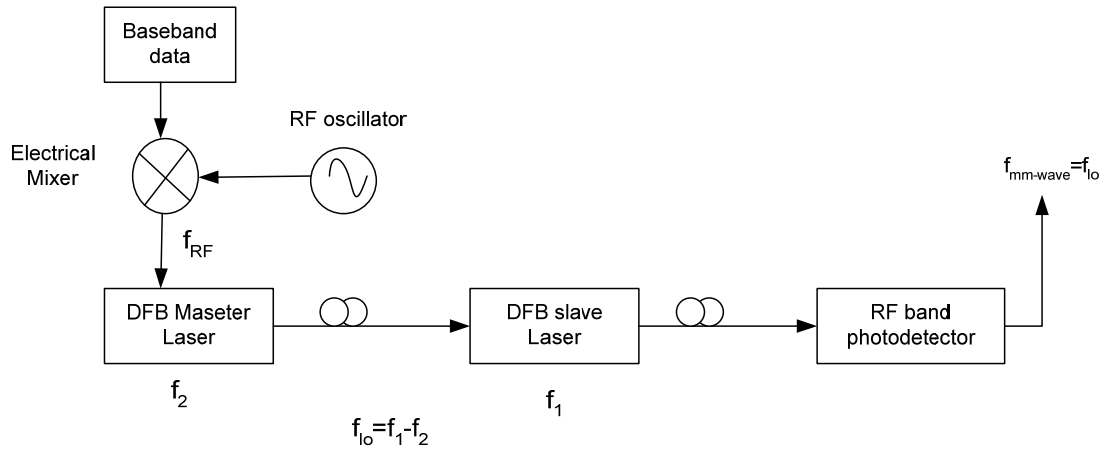 Baseband
data
RF oscillator
Electrical
Mixer
f_RF
f_mm-wave=f_lo
DFB Maseter
Laser
DFB slave
Laser
RF band
photodetector
f_2
f_1
f_lo=f_1-f_2